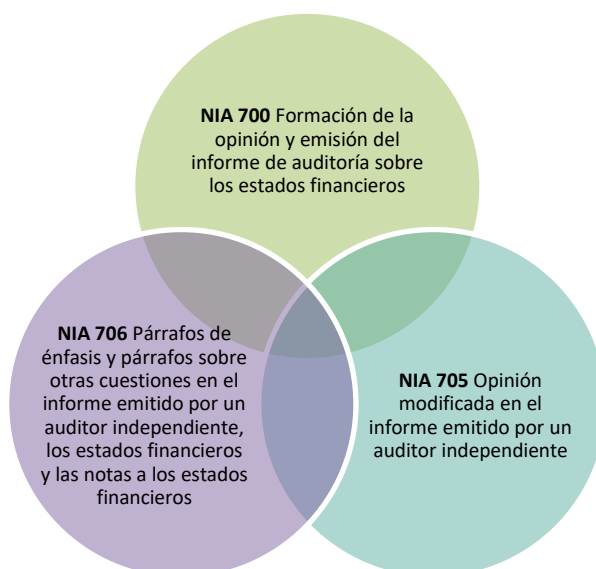 NIA 700 Formación de la
opinión y emisión del
informe de auditoría sobre
los estados financieros
NIA 706 Párrafos de
énfasis y párrafos sobre
otras cuestiones en el
informe emitido por un
auditor independiente,
los estados financieros
y las notas a los estados
financieros
NIA 705 Opinión
modificada en el
informe emitido por un
auditor independiente